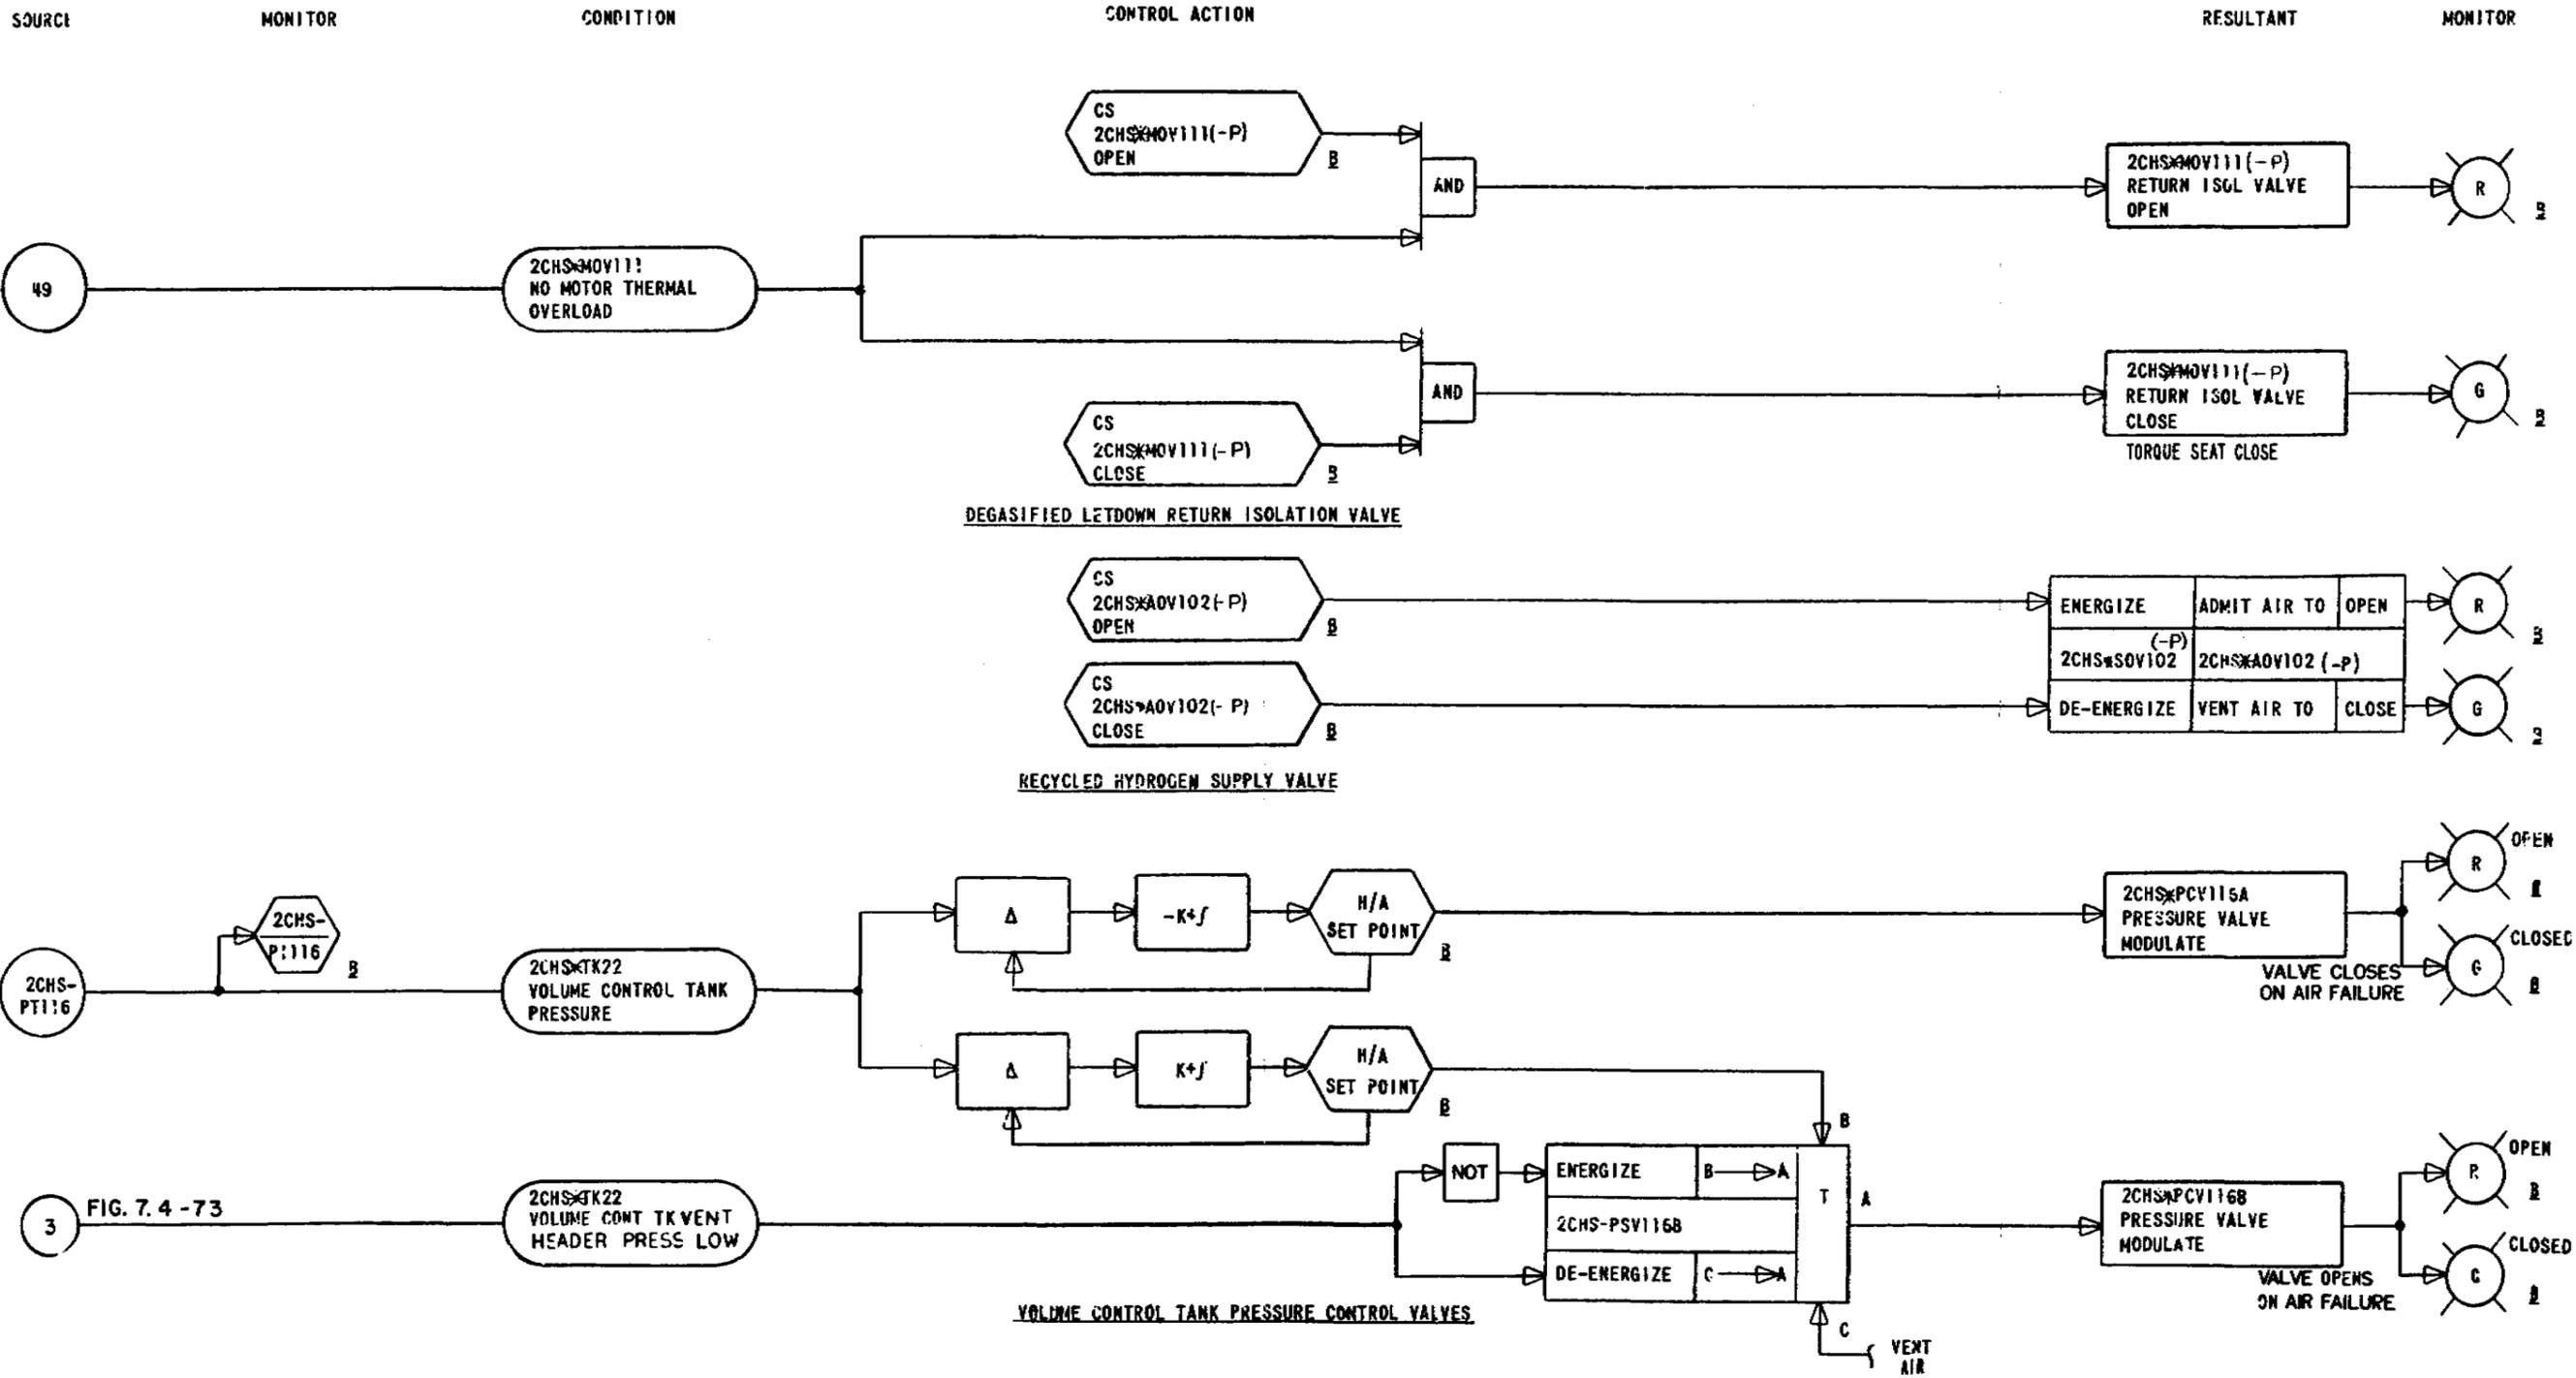 SOURCE
MONITOR
CONDITION
CONTROL ACTION
RESULTANT
MONITOR
CS
2CHS*MOV111(-P)
OPEN
B
AND
2CHS*MOV111(-P)
RETURN ISOL VALVE
OPEN
R
B
49
2CHS*MOV111
NO MOTOR THERMAL
OVERLOAD
AND
2CHS*MOV111(-P)
RETURN ISOL VALVE
CLOSE
TORQUE SEAT CLOSE
G
B
CS
2CHS*MOV111(-P)
CLOSE
B
DEGASIFIED LETDOWN RETURN ISOLATION VALVE
CS
2CHS*AOV102(-P)
OPEN
B
ENERGIZE
ADMIT AIR TO
OPEN
R
B
(-P)
2CHS*SOV102
2CHS*AOV102(-P)
CS
2CHS*AOV102(-P)
CLOSE
B
DE-ENERGIZE
VENT AIR TO
CLOSE
G
RECYCLED HYDROGEN SUPPLY VALVE
2CHS-
PT116
2CHS-
PI116
B
2CHS*TK22
VOLUME CONTROL TANK
PRESSURE
Δ
-K+∫
H/A
SET POINT
B
2CHS*PCV115A
PRESSURE VALVE
MODULATE
VALVE CLOSES
ON AIR FAILURE
R
OPEN
G
CLOSED
B
Δ
K+∫
H/A
SET POINT
B
B
3
FIG. 7.4-73
2CHS*TK22
VOLUME CONT TK VENT
HEADER PRESS LOW
NOT
ENERGIZE
B
A
T
A
2CHS-PSV116B
DE-ENERGIZE
C
A
C
VENT
AIR
2CHS*PCV116B
PRESSURE VALVE
MODULATE
VALVE OPENS
ON AIR FAILURE
R
OPEN
B
G
CLOSED
B
VOLUME CONTROL TANK PRESSURE CONTROL VALVES